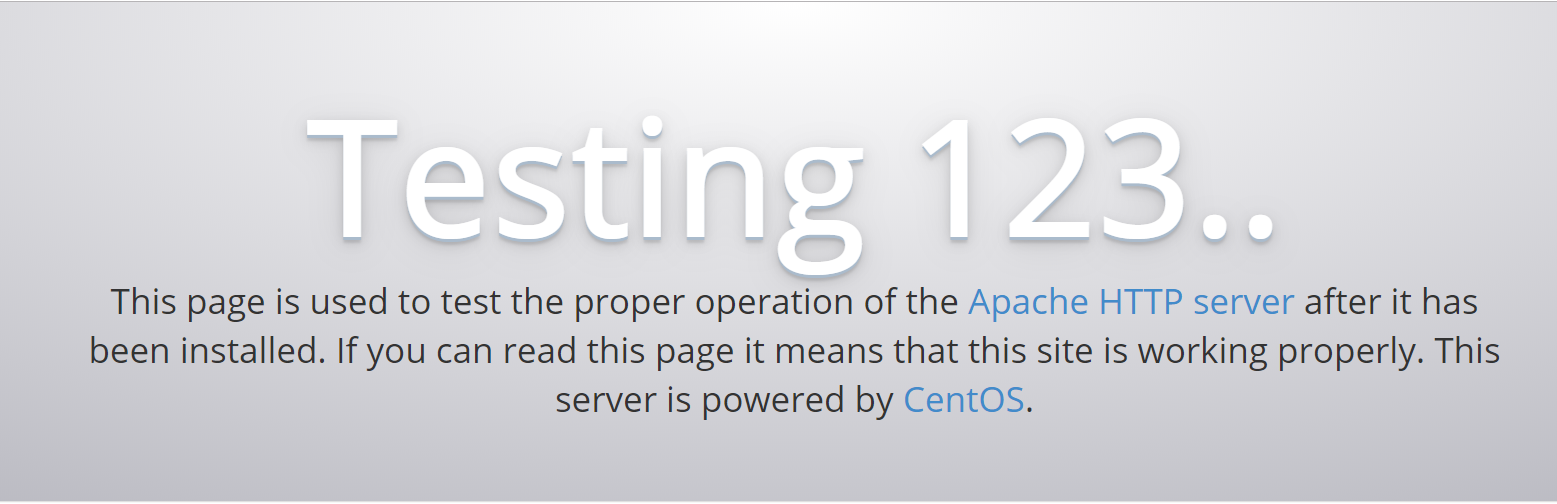 Testing 123..
This page is used to test the proper operation of the Apache HTTP server after it has
been installed. If you can read this page it means that this site is working properly. This
server is powered by CentOS.